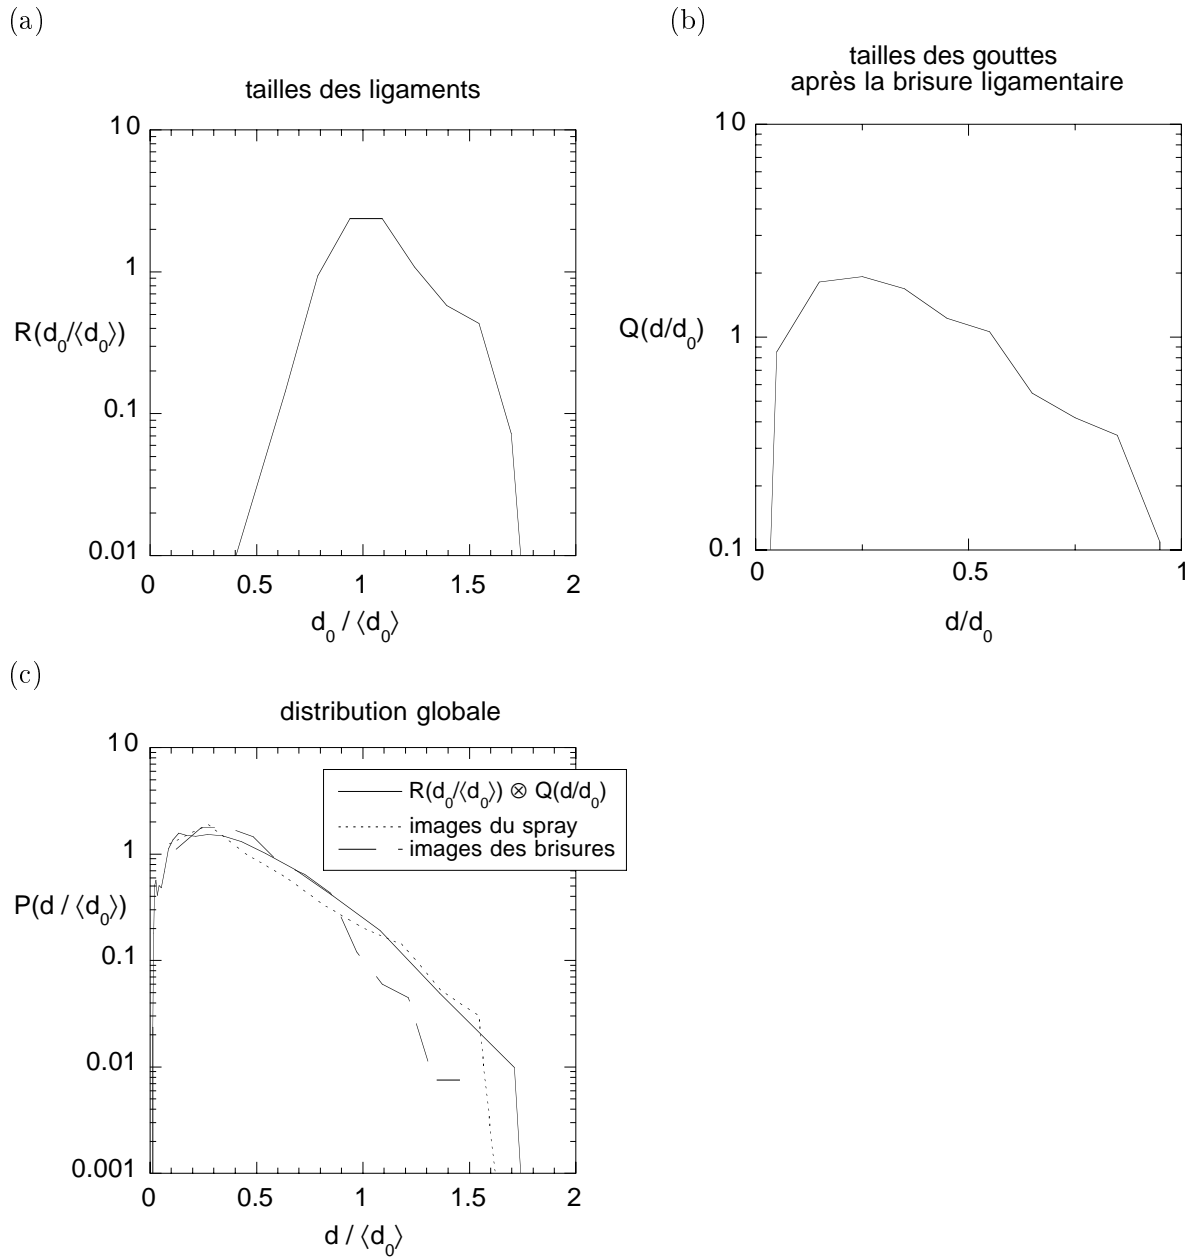 (a)
tailles des ligaments
10
1
R(d0/⟨d0⟩)
0.1
0.01
0 0.5 1 1.5 2
d0 / ⟨d0⟩
(b)
tailles des gouttes
après la brisure ligamentaire
10
Q(d/d0)
1
0.1
0 0.5 1
d/d0
(c)
distribution globale
10
R(d0/⟨d0⟩) ⊗ Q(d/d0)
images du spray
images des brisures
1
P(d / ⟨d0⟩)
0.1
0.01
0.001
0 0.5 1 1.5 2
d / ⟨d0⟩